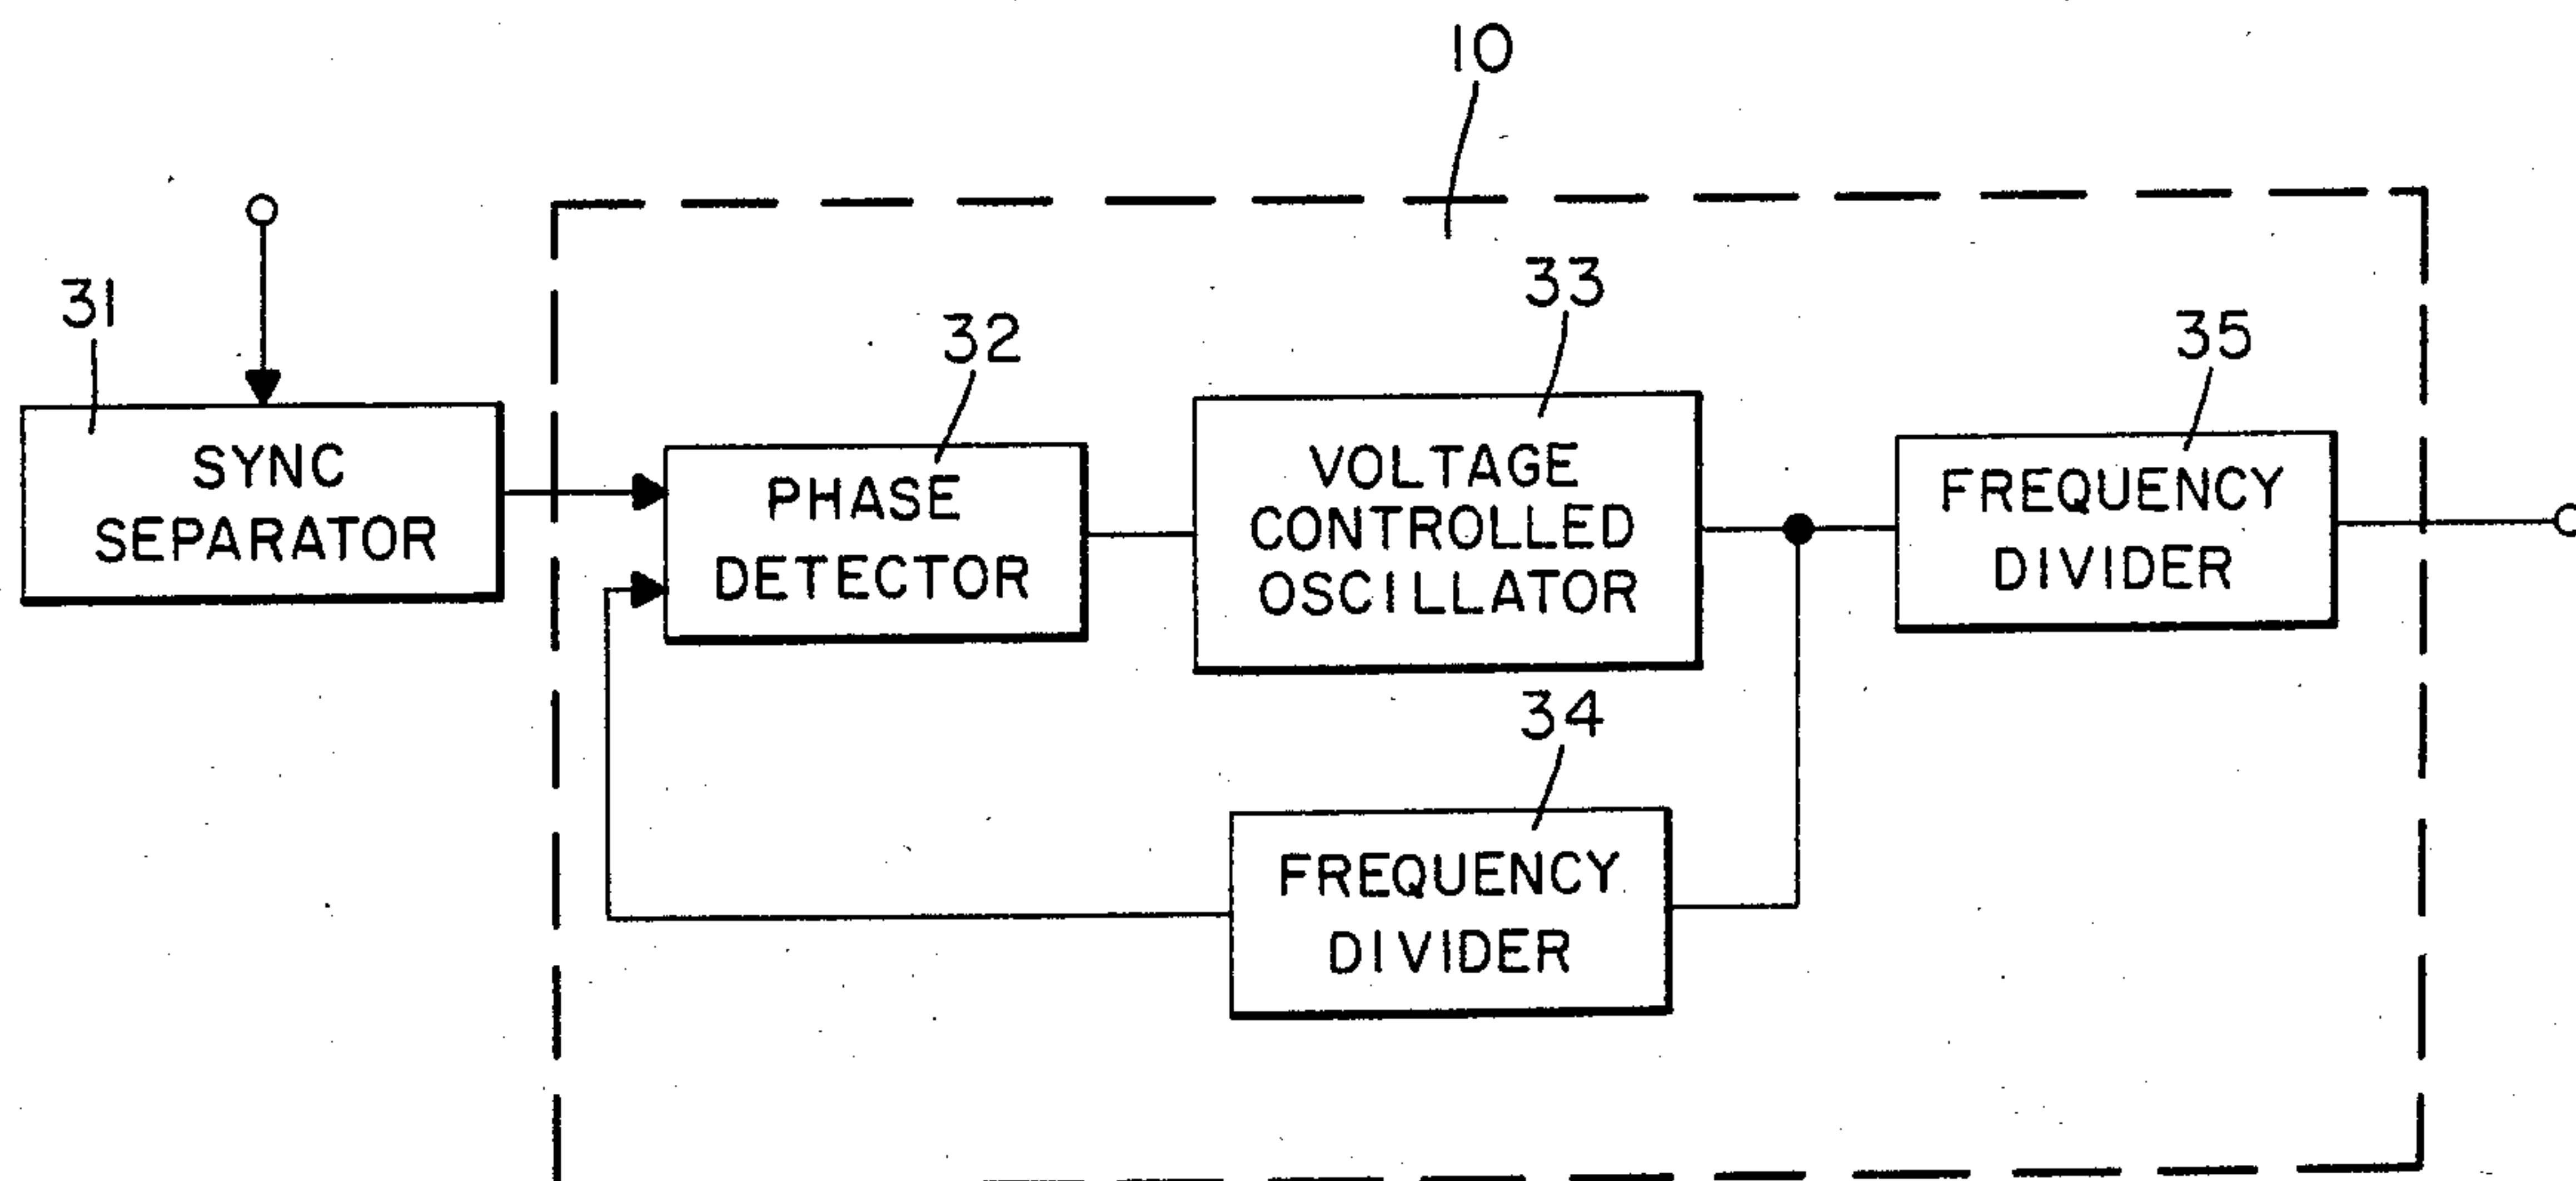 10
31
SYNC
SEPARATOR
32
PHASE
DETECTOR
33
VOLTAGE
CONTROLLED
OSCILLATOR
35
FREQUENCY
DIVIDER
34
FREQUENCY
DIVIDER